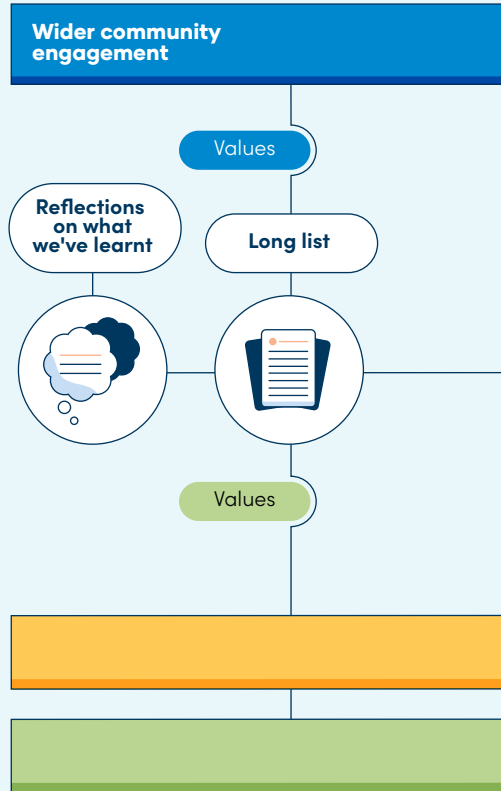 Wider community
engagement
Values
Reflections
on what
we've learnt
Long list
Values